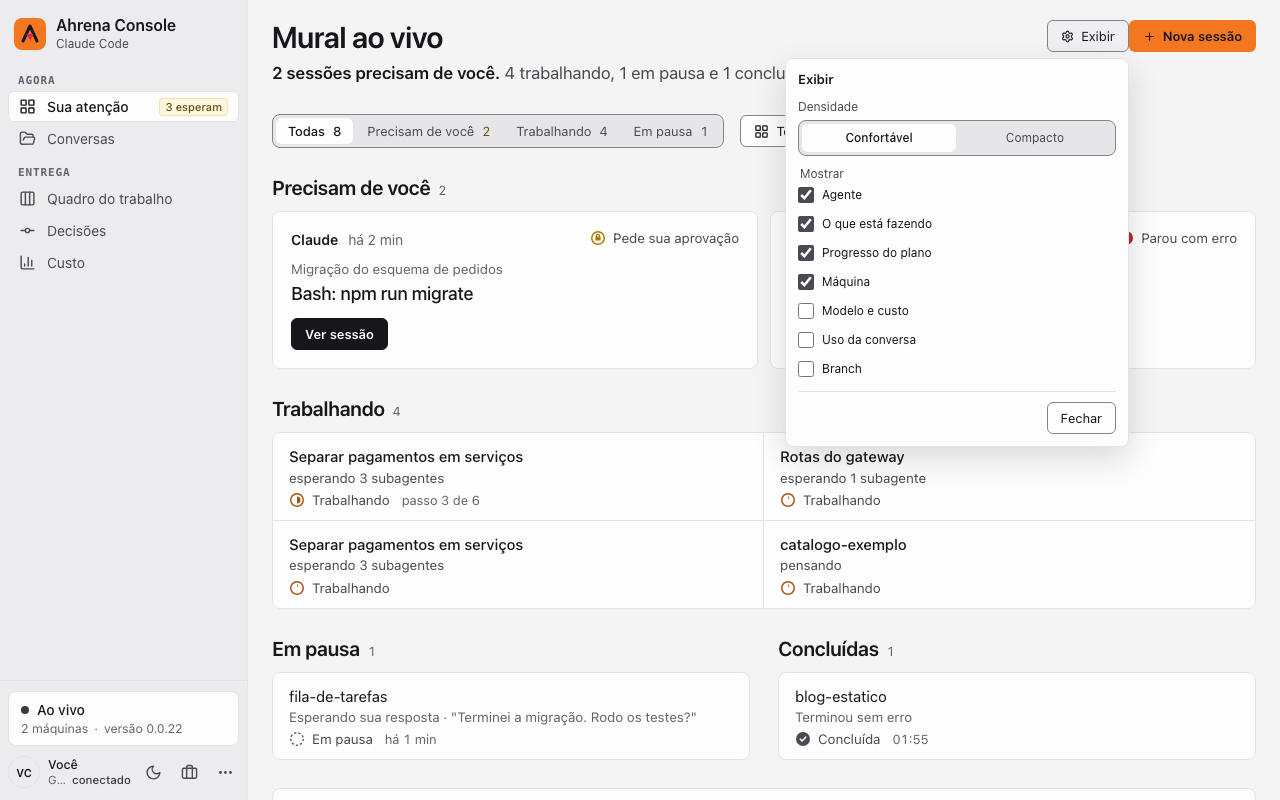 Ahrena Console
Claude Code
AGORA
Sua atenção
3 esperam
Conversas
ENTREGA
Quadro do trabalho
Decisões
Custo
Ao vivo
2 máquinas · versão 0.0.22
VC
Você
G... conectado
Mural ao vivo
Exibir
+ Nova sessão
2 sessões precisam de você. 4 trabalhando, 1 em pausa e 1 conclu
Todas 8
Precisam de você 2
Trabalhando 4
Em pausa 1
Exibir
Densidade
Confortável
Compacto
Mostrar
Agente
O que está fazendo
Progresso do plano
Máquina
Modelo e custo
Uso da conversa
Branch
Fechar
Precisam de você 2
Claude há 2 min
Pede sua aprovação
Migração do esquema de pedidos
Bash: npm run migrate
Ver sessão
Parou com erro
Trabalhando 4
Separar pagamentos em serviços
esperando 3 subagentes
Trabalhando passo 3 de 6
Rotas do gateway
esperando 1 subagente
Trabalhando
Separar pagamentos em serviços
esperando 3 subagentes
Trabalhando
catalogo-exemplo
pensando
Trabalhando
Em pausa 1
fila-de-tarefas
Esperando sua resposta · "Terminei a migração. Rodo os testes?"
Em pausa há 1 min
Concluídas 1
blog-estatico
Terminou sem erro
Concluída 01:55